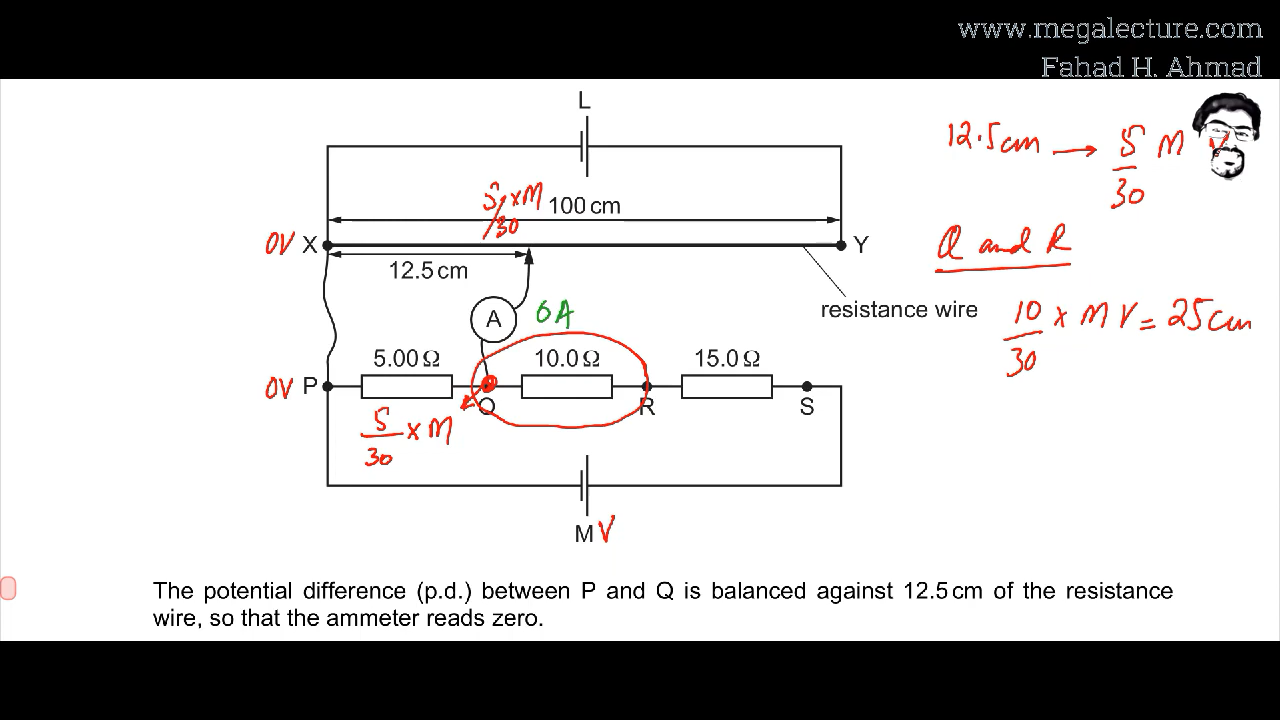 www.megalecture.com
Fahad H. Ahmad
L
12.5cm → 5/30 M V
5/30 × M
100 cm
0V X
Y
Q and R
12.5 cm
resistance wire
A
0A
10/30 × M V = 25cm
5.00 Ω
10.0 Ω
15.0 Ω
0V P
Q
R
S
5/30 × M
M V
The potential difference (p.d.) between P and Q is balanced against 12.5 cm of the resistance
wire, so that the ammeter reads zero.